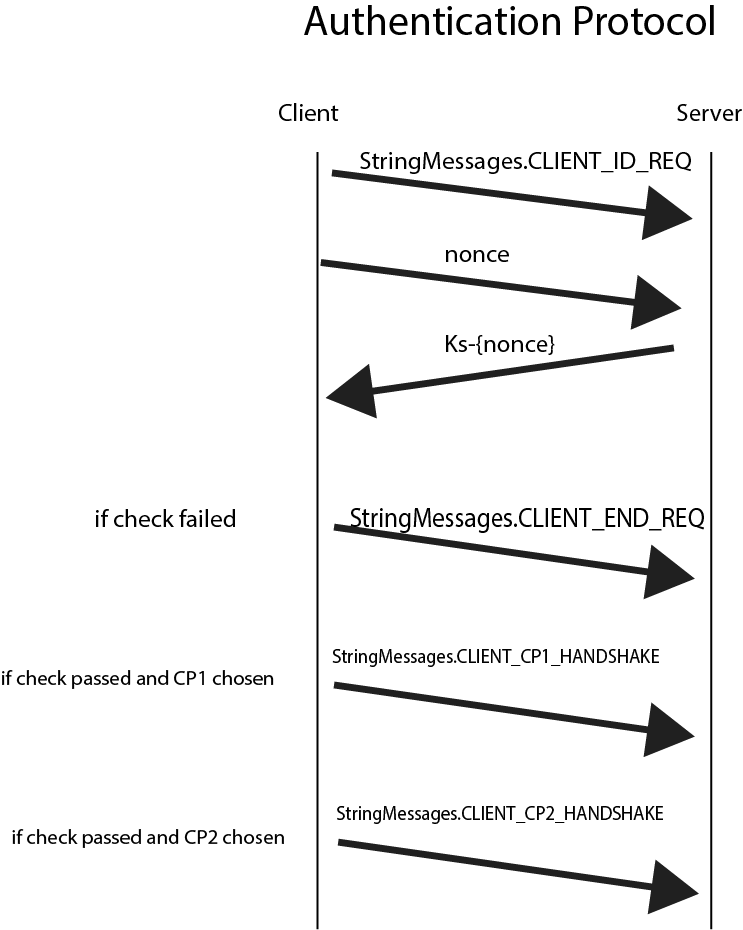 Authentication Protocol
Client
Server
StringMessages.CLIENT_ID_REQ
nonce
Ks-{nonce}
if check failed
StringMessages.CLIENT_END_REQ
StringMessages.CLIENT_CP1_HANDSHAKE
if check passed and CP1 chosen
StringMessages.CLIENT_CP2_HANDSHAKE
if check passed and CP2 chosen